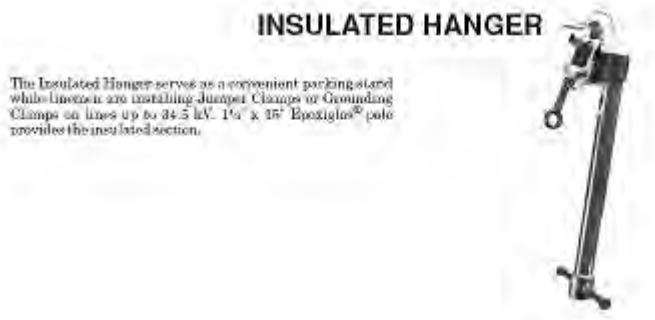 INSULATED HANGER
The Insulated Hanger serves as a convenient parking stand
while linemen are installing Jumper Clamps or Grounding
Clamps on lines up to 34.5 kV. 1¼" x 15" Epoxiglas® pole
provides the insulated section.